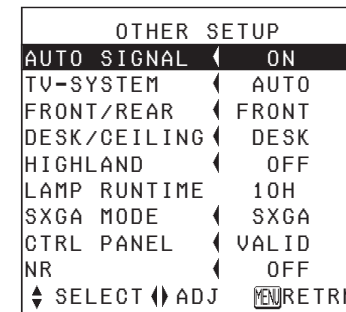 OTHER SETUP
AUTO SIGNAL ON
TV-SYSTEM AUTO
FRONT/REAR FRONT
DESK/CEILING DESK
HIGHLAND OFF
LAMP RUNTIME 10H
SXGA MODE SXGA
CTRL PANEL VALID
NR OFF
SELECT ADJ MENU RETRN